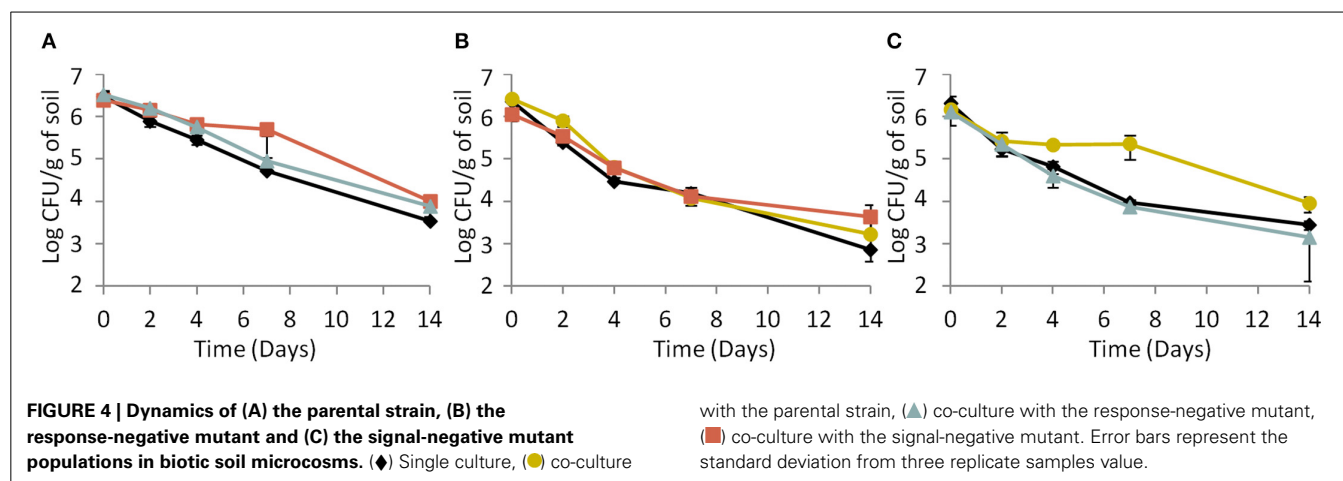 A
B
C
Log CFU/g of soil
7
6
5
4
3
2
0 2 4 6 8 10 12 14
Time (Days)
Log CFU/g of soil
7
6
5
4
3
2
0 2 4 6 8 10 12 14
Time (Days)
Log CFU/g of soil
7
6
5
4
3
2
0 2 4 6 8 10 12 14
Time (Days)
FIGURE 4 | Dynamics of (A) the parental strain, (B) the
response-negative mutant and (C) the signal-negative mutant
populations in biotic soil microcosms. (◆) Single culture, (●) co-culture
with the parental strain, (▲) co-culture with the response-negative mutant,
(■) co-culture with the signal-negative mutant. Error bars represent the
standard deviation from three replicate samples value.